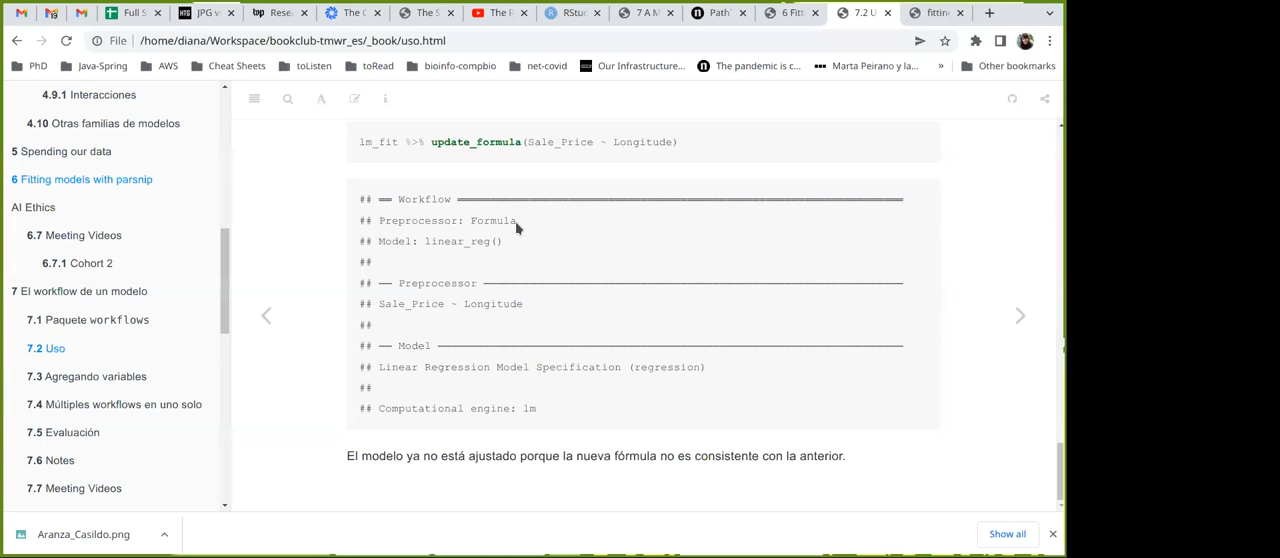 Full S
JPG v
Resea
The C
The S
The R
RStud
7 A M
Path
6 Fitt
7.2 U
fittin
File /home/diana/Workspace/bookclub-tmwr_es/_book/uso.html
PhD
Java-Spring
AWS
Cheat Sheets
toListen
toRead
bioinfo-compbio
net-covid
Our Infrastructure...
The pandemic is c...
Marta Peirano y la...
»
Other bookmarks
4.9.1 Interacciones
4.10 Otras familias de modelos
5 Spending our data
6 Fitting models with parsnip
AI Ethics
6.7 Meeting Videos
6.7.1 Cohort 2
7 El workflow de un modelo
7.1 Paquete workflows
7.2 Uso
7.3 Agregando variables
7.4 Múltiples workflows en uno solo
7.5 Evaluación
7.6 Notes
7.7 Meeting Videos
lm_fit %>% update_formula(Sale_Price ~ Longitude)
## ══ Workflow ══════════
## Preprocessor: Formula
## Model: linear_reg()
##
## ── Preprocessor ──────────
## Sale_Price ~ Longitude
##
## ── Model ──────────
## Linear Regression Model Specification (regression)
##
## Computational engine: lm
El modelo ya no está ajustado porque la nueva fórmula no es consistente con la anterior.
Aranza_Casildo.png
Show all